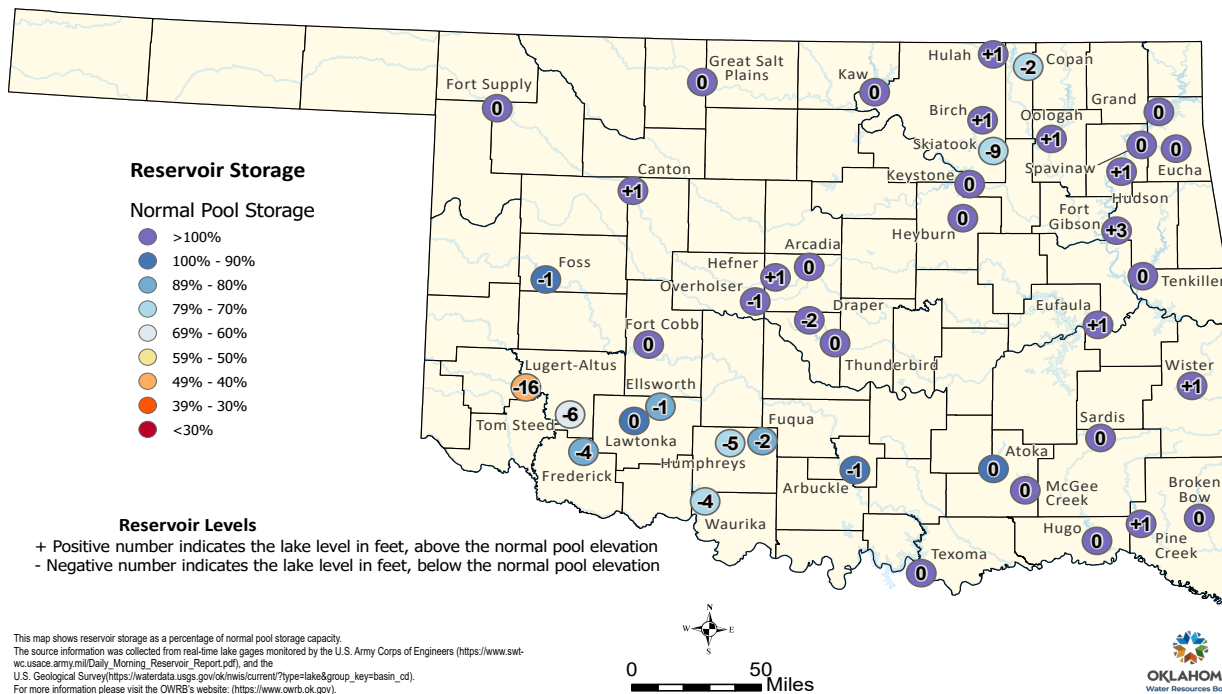 Hulah
+1
-2
Copan
Great Salt
Plains
0
Kaw
0
Fort Supply
0
Birch
+1
Oologah
+1
Grand
0
Skiatook
-9
Spavinaw
0
0
Eucha
+1
Hudson
Keystone
0
Canton
+1
Heyburn
0
Fort
Gibson
+3
Reservoir Storage
Normal Pool Storage
>100%
100% - 90%
89% - 80%
79% - 70%
69% - 60%
59% - 50%
49% - 40%
39% - 30%
<30%
Foss
-1
Hefner
+1
Arcadia
0
Overholser
-1
Draper
-2
0
Thunderbird
0
Tenkiller
Eufaula
+1
Fort Cobb
0
Lugert-Altus
-16
Tom Steed
-6
Ellsworth
-1
0
Lawtonka
-4
Frederick
Fuqua
-2
-5
Humphreys
-4
Waurika
Arbuckle
-1
Wister
+1
Sardis
0
Atoka
0
0
McGee
Creek
Broken
Bow
0
Hugo
0
+1
Pine
Creek
Texoma
0
Reservoir Levels
+ Positive number indicates the lake level in feet, above the normal pool elevation
- Negative number indicates the lake level in feet, below the normal pool elevation
N
W E
S
0 50
Miles
This map shows reservoir storage as a percentage of normal pool storage capacity.
The source information was collected from real-time lake gages monitored by the U.S. Army Corps of Engineers (https://www.swt-
wc.usace.army.mil/Daily_Morning_Reservoir_Report.pdf), and the
U.S. Geological Survey(https://waterdata.usgs.gov/ok/nwis/current/?type=lake&group_key=basin_cd).
For more information please visit the OWRB's website: (https://www.owrb.ok.gov).
OKLAHOM
Water Resources Bo